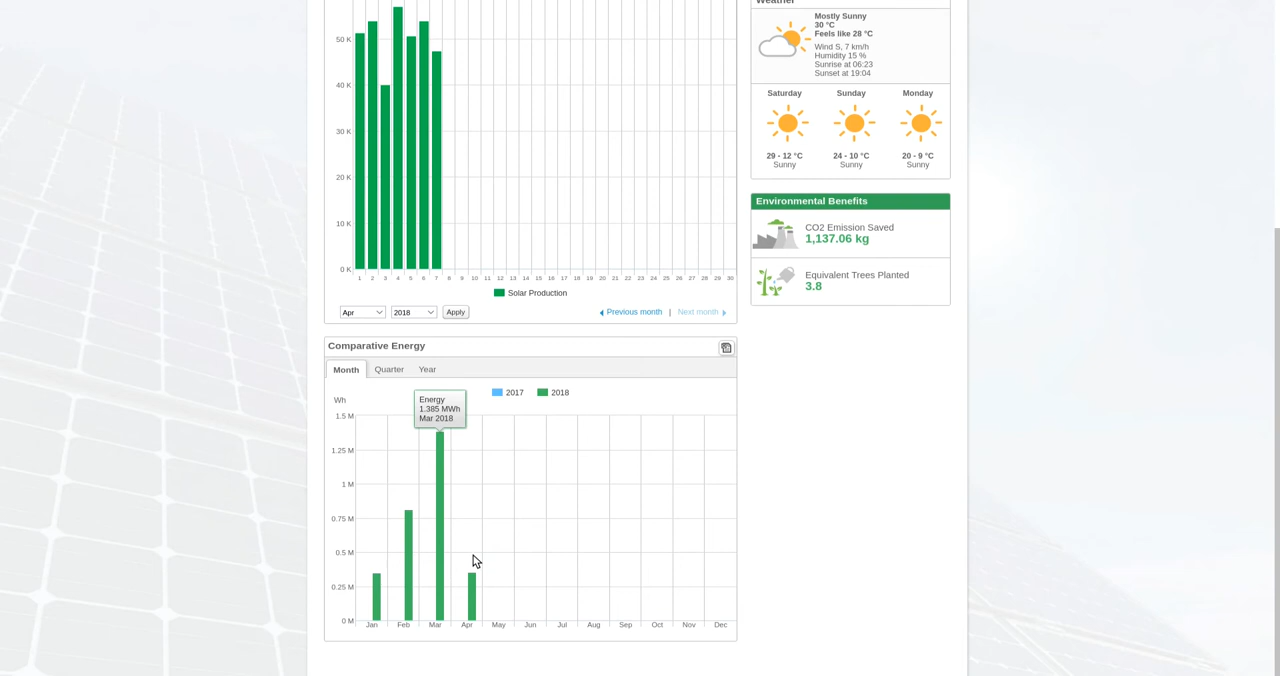 50 K
40 K
30 K
20 K
10 K
0 K
1 2 3 4 5 6 7 8 9 10 11 12 13 14 15 16 17 18 19 20 21 22 23 24 25 26 27 28 29 30
Solar Production
Apr 2018 Apply Previous month | Next month
Comparative Energy
Month Quarter Year
2017 2018
Wh
Energy
1.385 MWh
Mar 2018
1.5 M
1.25 M
1 M
0.75 M
0.5 M
0.25 M
0 M
Jan Feb Mar Apr May Jun Jul Aug Sep Oct Nov Dec
Weather
Mostly Sunny
30 °C
Feels like 28 °C
Wind S, 7 km/h
Humidity 15 %
Sunrise at 06:23
Sunset at 19:04
Saturday Sunday Monday
29 - 12 °C 24 - 10 °C 20 - 9 °C
Sunny Sunny Sunny
Environmental Benefits
CO2 Emission Saved
1,137.06 kg
Equivalent Trees Planted
3.8